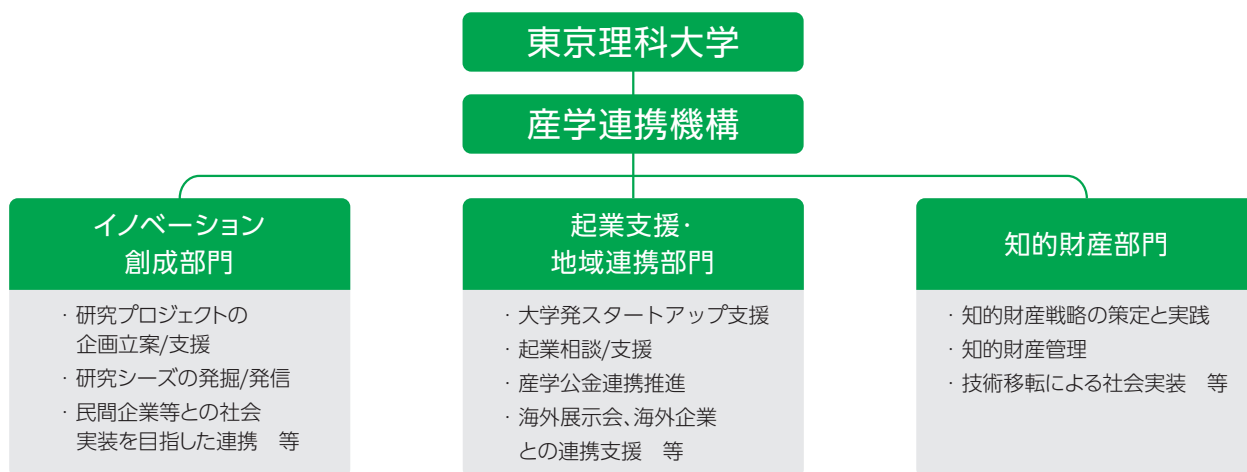 東京理科大学
産学連携機構
イノベーション
創成部門
・研究プロジェクトの
企画立案/支援
・研究シーズの発掘/発信
・民間企業等との社会
実装を目指した連携　等
起業支援・
地域連携部門
・大学発スタートアップ支援
・起業相談/支援
・産学公金連携推進
・海外展示会、海外企業
との連携支援　等
知的財産部門
・知的財産戦略の策定と実践
・知的財産管理
・技術移転による社会実装　等